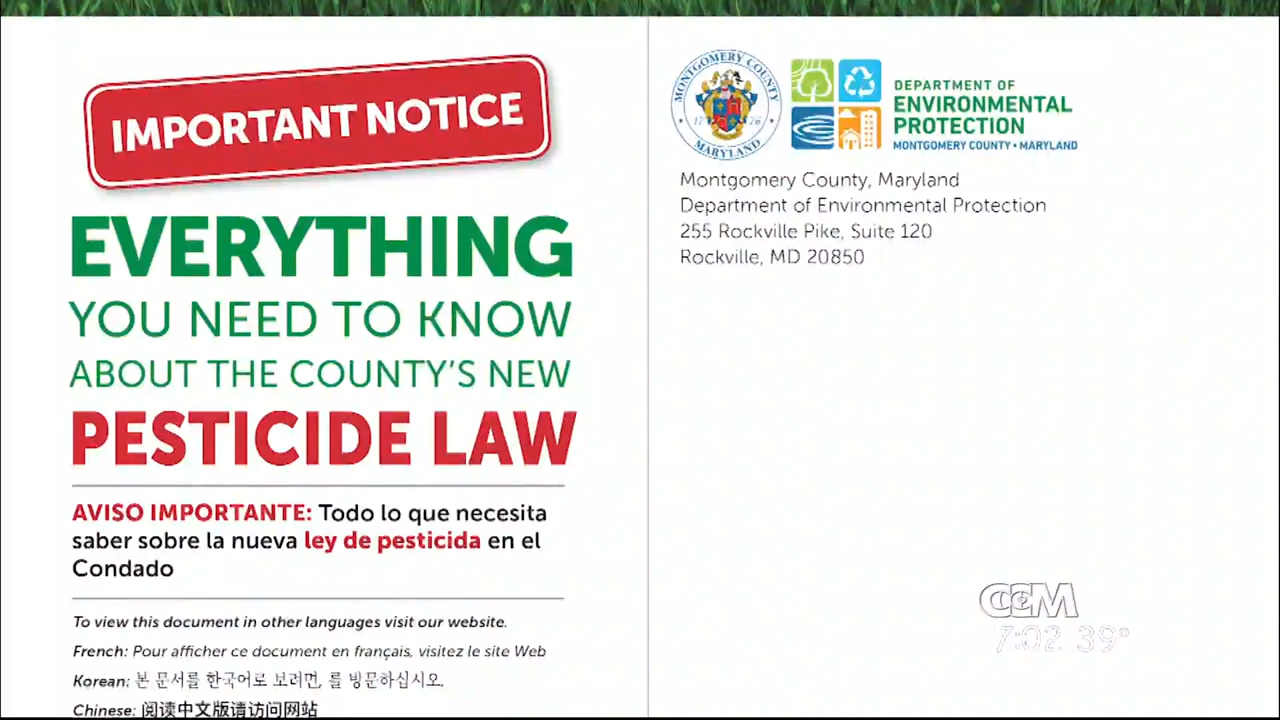 IMPORTANT NOTICE
EVERYTHING
YOU NEED TO KNOW
ABOUT THE COUNTY'S NEW
PESTICIDE LAW
AVISO IMPORTANTE: Todo lo que necesita
saber sobre la nueva ley de pesticida en el
Condado
To view this document in other languages visit our website.
French: Pour afficher ce document en français, visitez le site Web
Korean: 본 문서를 한국어로 보려면, 를 방문하십시오.
Chinese: 阅读中文版请访问网站
MONTGOMERY COUNTY
17 76
MARYLAND
DEPARTMENT OF
ENVIRONMENTAL
PROTECTION
MONTGOMERY COUNTY • MARYLAND
Montgomery County, Maryland
Department of Environmental Protection
255 Rockville Pike, Suite 120
Rockville, MD 20850
CCM
7:02 39°